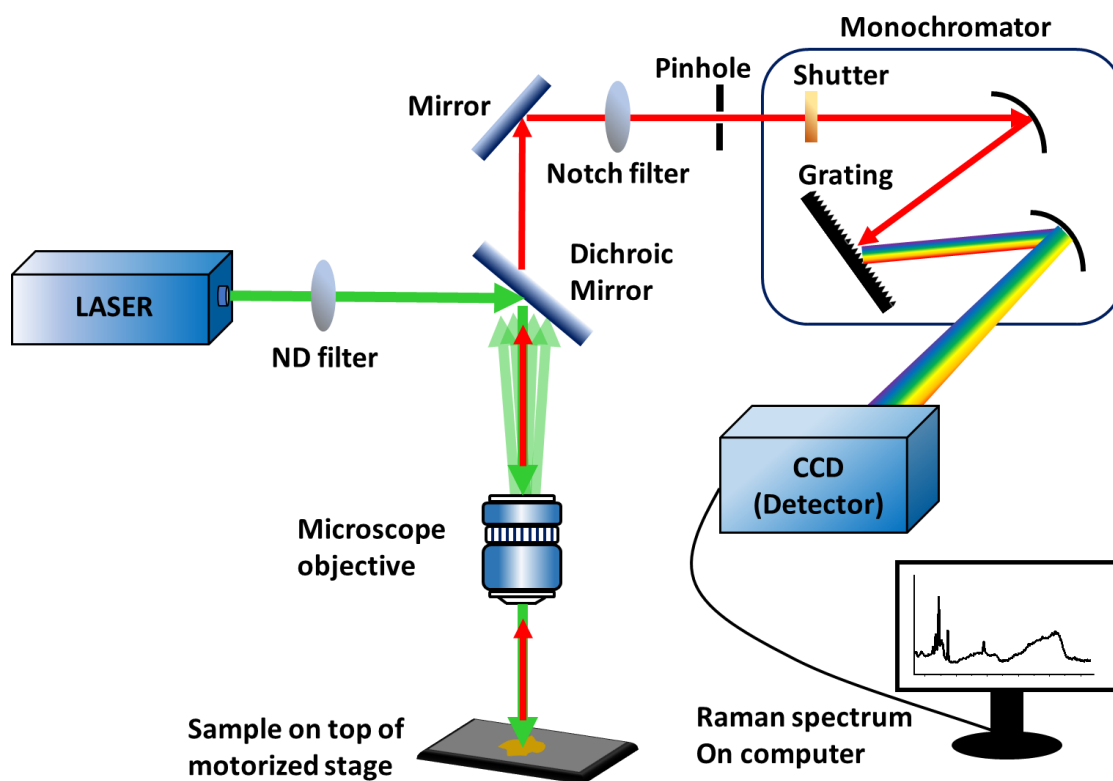 Monochromator
Pinhole
Shutter
Mirror
Notch filter
Grating
Dichroic
Mirror
LASER
ND filter
CCD
(Detector)
Microscope
objective
Sample on top of
motorized stage
Raman spectrum
On computer